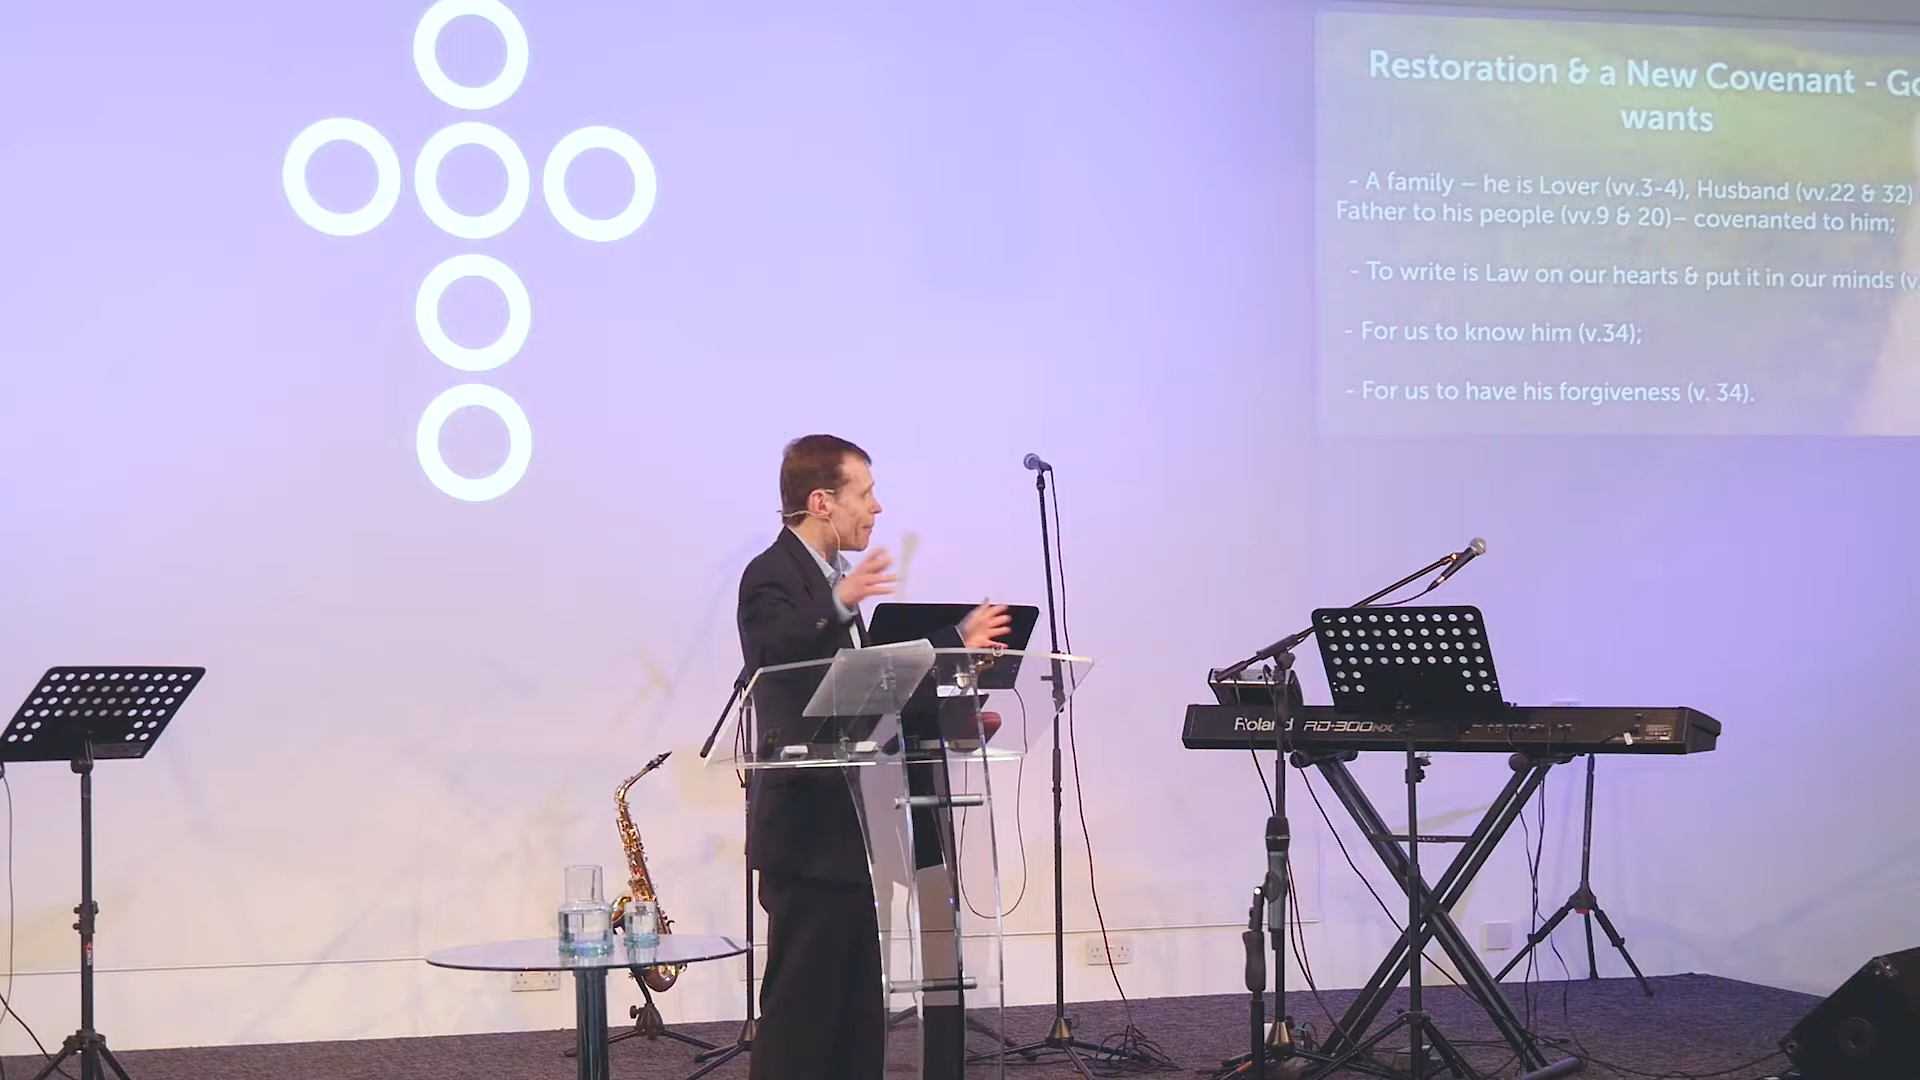 Restoration & a New Covenant - Go
wants
- A family – he is Lover (vv.3-4), Husband (vv.22 & 32)
Father to his people (vv.9 & 20)– covenanted to him;
- To write is Law on our hearts & put it in our minds (v.
- For us to know him (v.34);
- For us to have his forgiveness (v. 34).
Roland RD-300NX